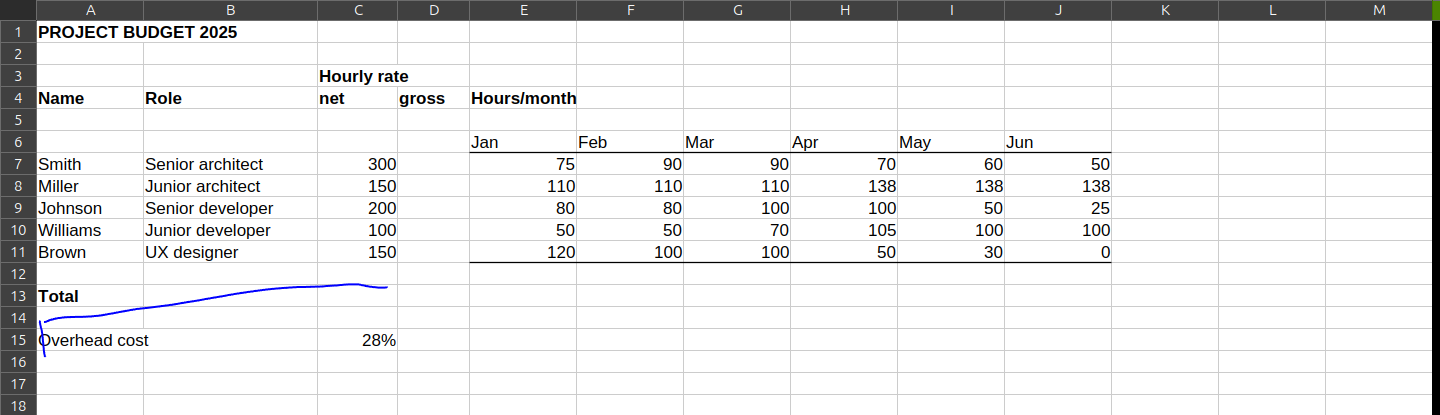 A B C D E F G H I J K L M
1 PROJECT BUDGET 2025
2
3 Hourly rate
4 Name Role net gross Hours/month
5
6 Jan Feb Mar Apr May Jun
7 Smith Senior architect 300 75 90 90 70 60 50
8 Miller Junior architect 150 110 110 110 138 138 138
9 Johnson Senior developer 200 80 80 100 100 50 25
10 Williams Junior developer 100 50 50 70 105 100 100
11 Brown UX designer 150 120 100 100 50 30 0
12
13 Total
14
15 Overhead cost 28%
16
17
18